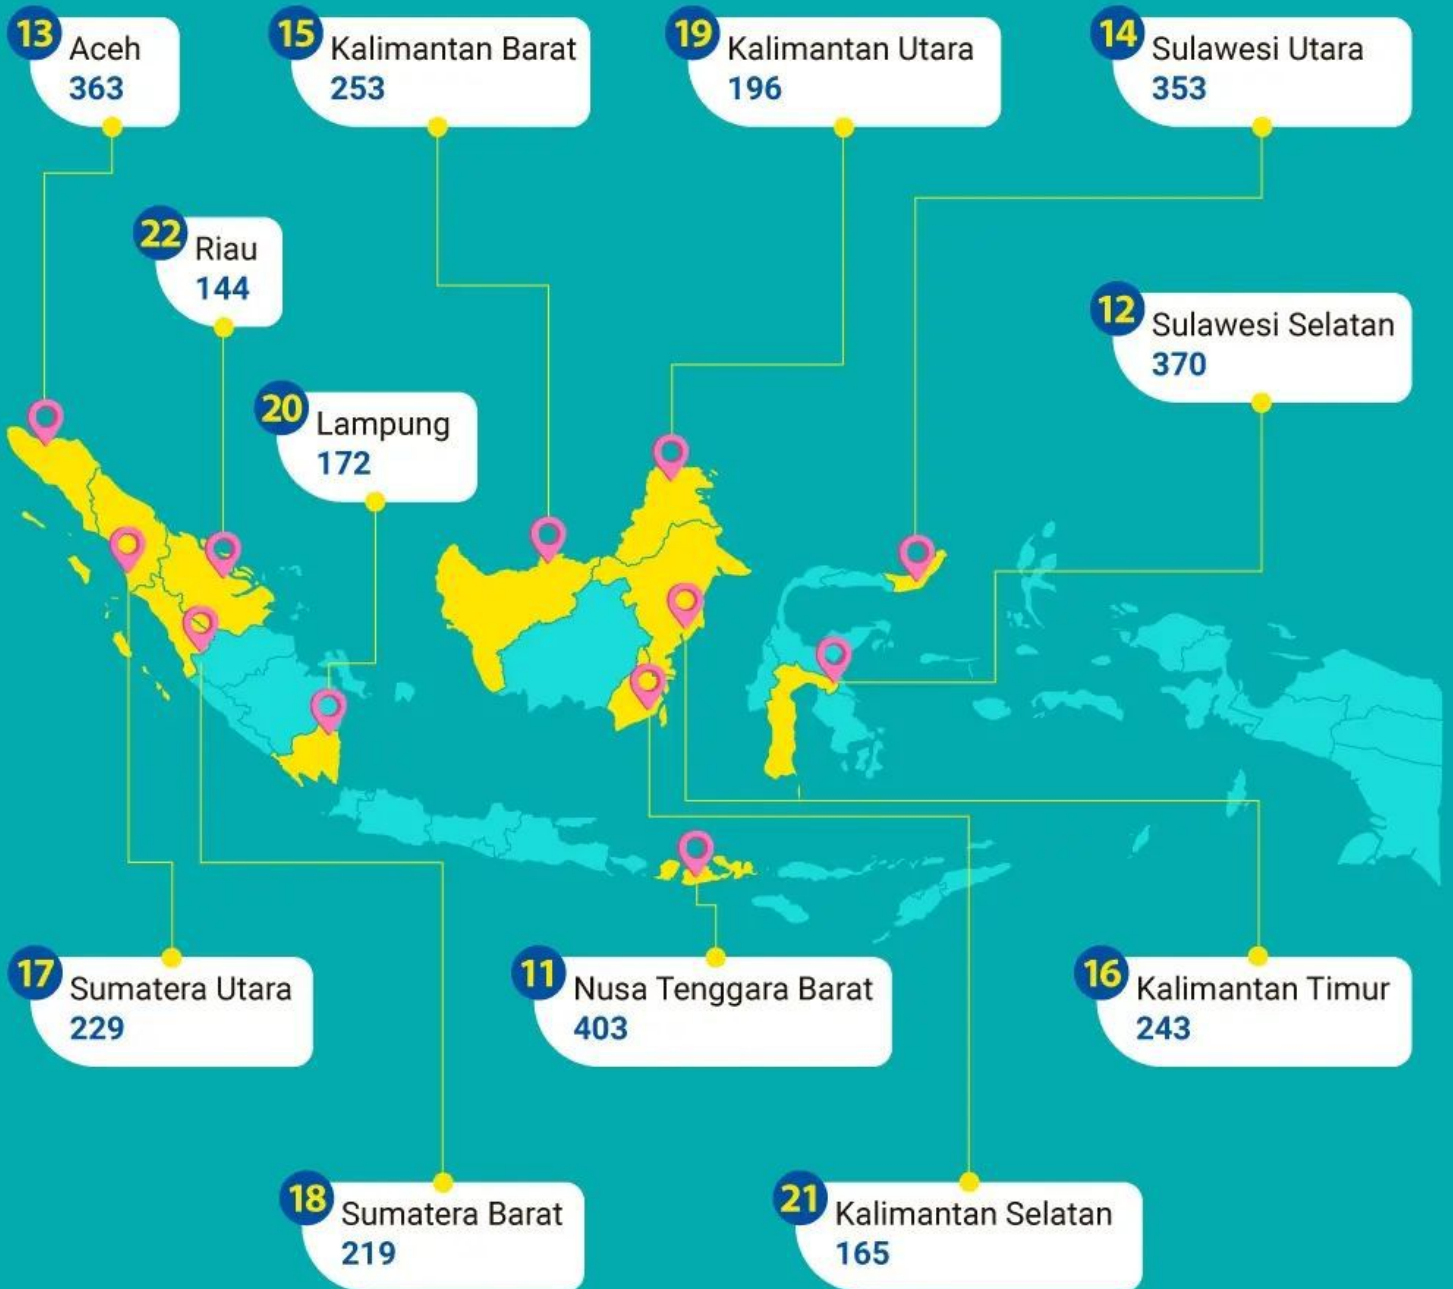 13
Aceh
363
15
Kalimantan Barat
253
19
Kalimantan Utara
196
14
Sulawesi Utara
353
22
Riau
144
12
Sulawesi Selatan
370
20
Lampung
172
17
Sumatera Utara
229
11
Nusa Tenggara Barat
403
16
Kalimantan Timur
243
18
Sumatera Barat
219
21
Kalimantan Selatan
165